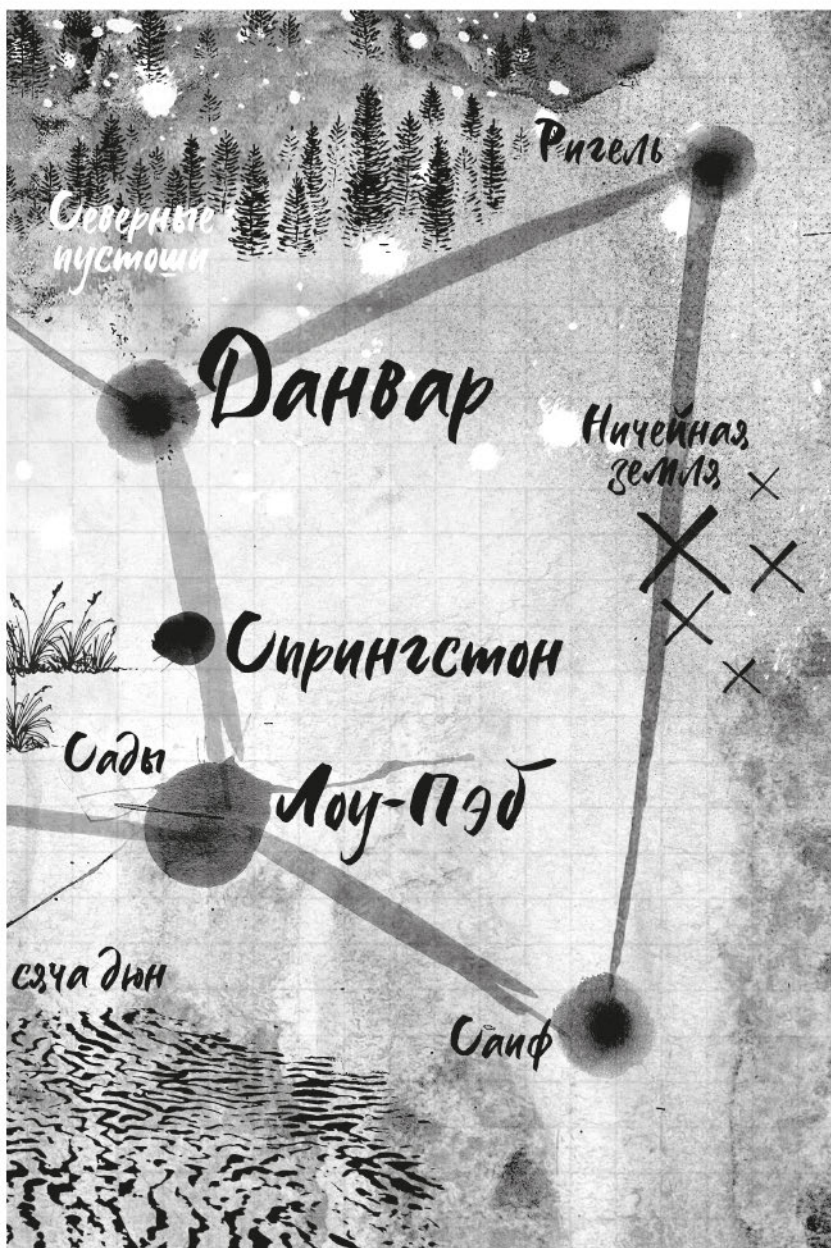 Ригель
Северные
пустоши
Данвар
Ничейная
земля
Спрингстон
Сады
Лоу-Пэб
сяча дюн
Саиф